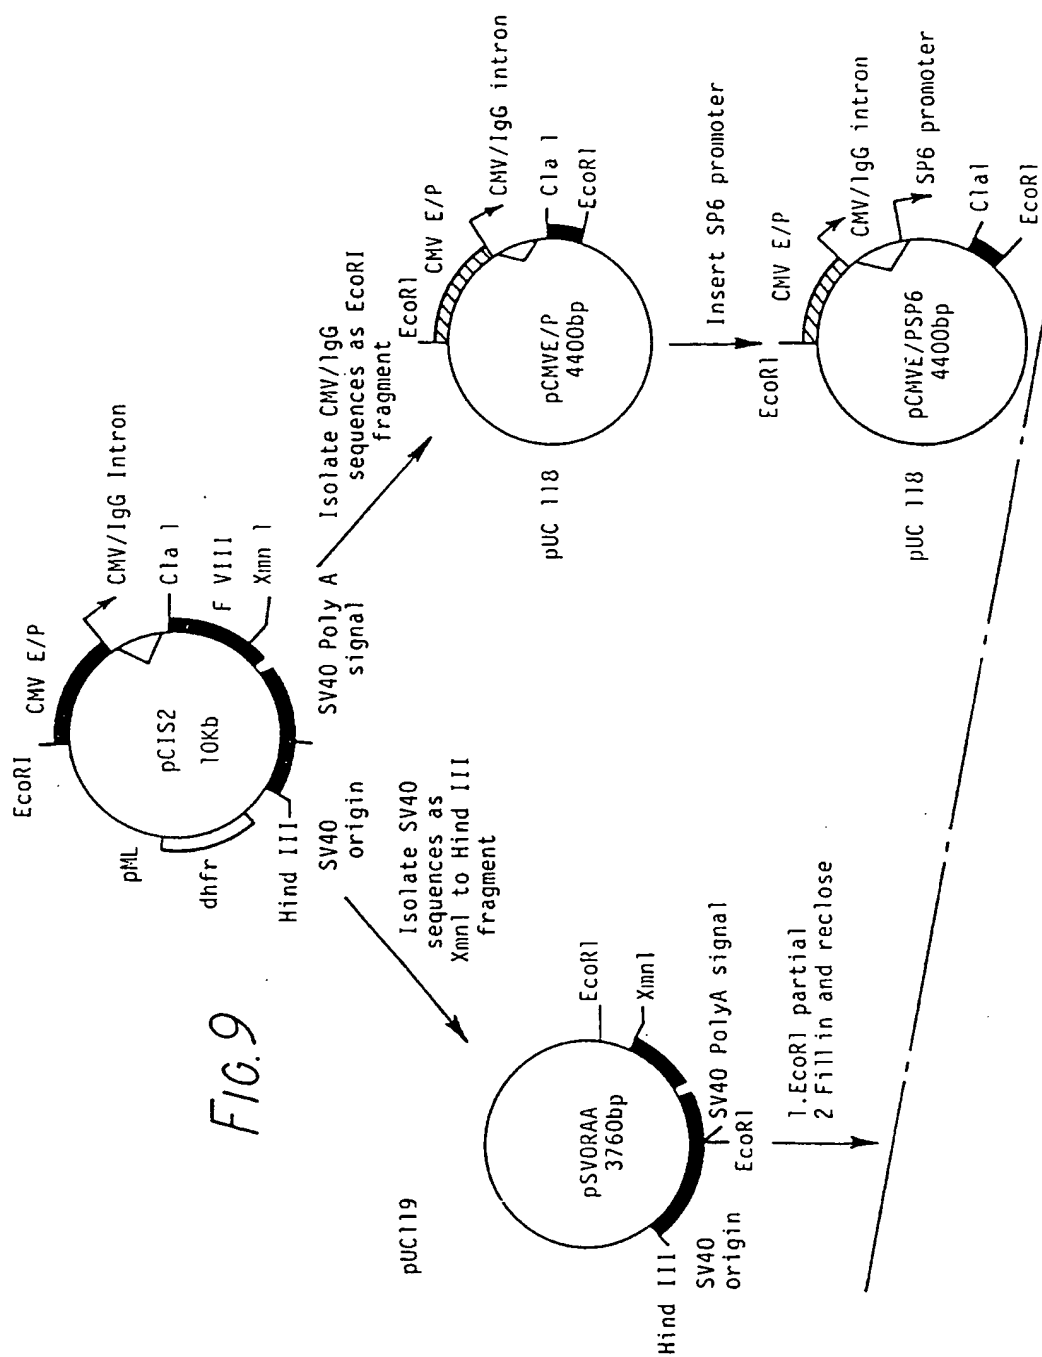 FIG. 9
EcoRI
CMV E/P
CMV/IgG Intron
pML
dhfr
pCIS2
10Kb
Cla 1
F VIII
Xmn 1
Hind III
SV40
origin
SV40 Poly A
signal
Isolate SV40
sequences as
Xmn1 to Hind III
fragment
Isolate CMV/IgG
sequences as EcoRI
fragment
pUC119
pSVORAA
3760bp
EcoRI
Xmn1
SV40 PolyA signal
EcoRI
Hind III
SV40
origin
1.EcoRI partial
2 Fill in and reclose
EcoRI
CMV E/P
CMV/IgG intron
Cla 1
EcoRI
pCMVE/P
4400bp
pUC 118
Insert SP6 promoter
EcoRI
CMV E/P
CMV/IgG intron
SP6 promoter
Cla1
EcoRI
pCMVE/PSP6
4400bp
pUC 118